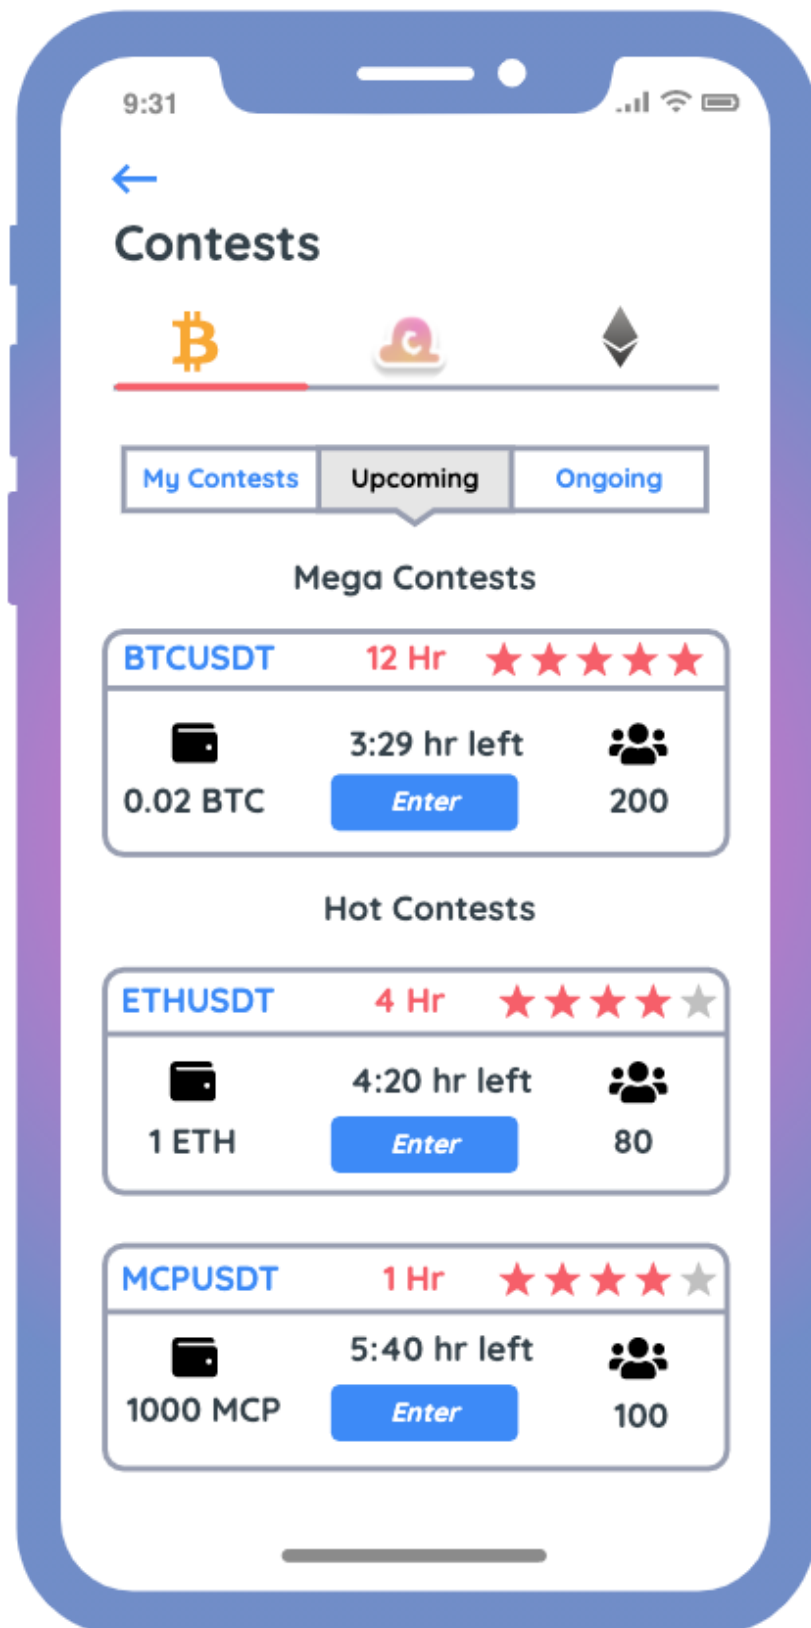 9:31
Contests
My Contests Upcoming Ongoing
Mega Contests
BTCUSDT 12 Hr
3:29 hr left
0.02 BTC Enter 200
Hot Contests
ETHUSDT 4 Hr
4:20 hr left
1 ETH Enter 80
MCPUSDT 1 Hr
5:40 hr left
1000 MCP Enter 100